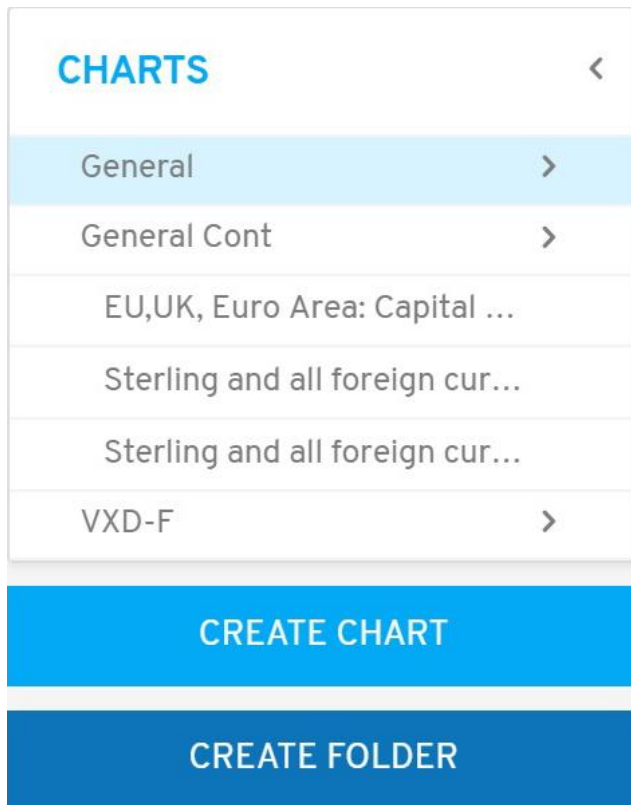 CHARTS
General
General Cont
EU,UK, Euro Area: Capital ...
Sterling and all foreign cur...
Sterling and all foreign cur...
VXD-F
CREATE CHART
CREATE FOLDER